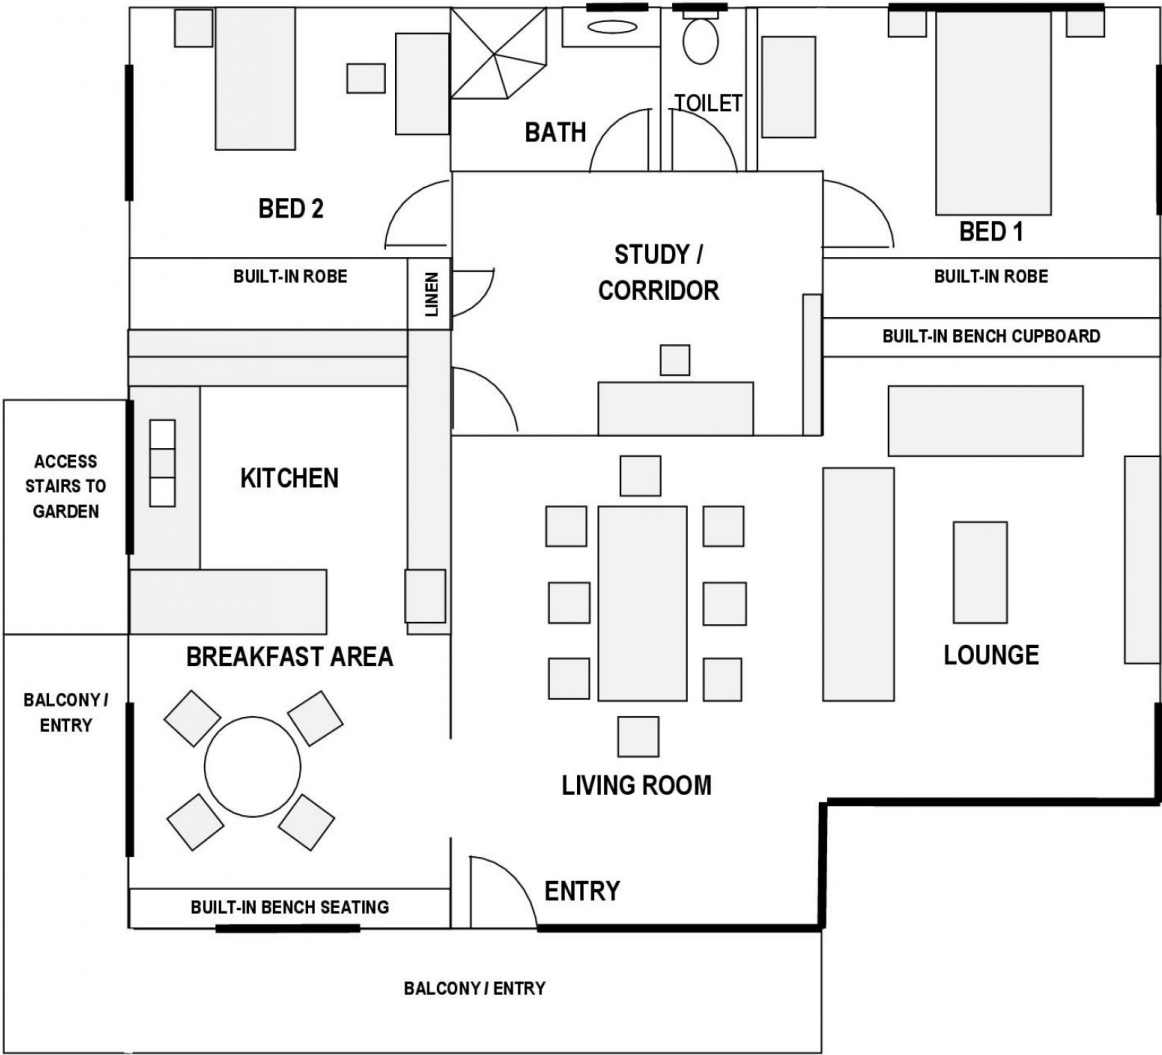 TOILET
BATH
BED 2
BED 1
STUDY /
CORRIDOR
BUILT-IN ROBE
LINEN
BUILT-IN ROBE
BUILT-IN BENCH CUPBOARD
ACCESS
STAIRS TO
GARDEN
KITCHEN
BREAKFAST AREA
LOUNGE
BALCONY /
ENTRY
LIVING ROOM
ENTRY
BUILT-IN BENCH SEATING
BALCONY / ENTRY